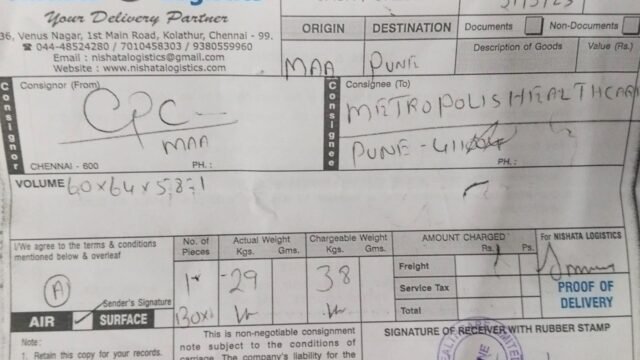 Your Delivery Partner
36, Venus Nagar, 1st Main Road, Kolathur, Chennai - 99.
☎ 044-48524280 / 7010458303 / 9380559960
Email : nishatalogistics@gmail.com
Website : www.nishatalogistics.com
ORIGIN
DESTINATION
Documents
Non-Documents
MAA
PUNE
Description of Goods
Value (Rs.)
Consignor
Consignor (From)
CPC
MAA
CHENNAI - 600
PH. :
Consignee
Consignee (To)
METROPOLIS HEALTHCAR
PUNE - 411
PH. :
VOLUME
60x64x58=1
I/We agree to the terms & conditions
mentioned below & overleaf
A
Sender's Signature
AIR ✓ SURFACE
No. of
Pieces
Actual Weight
Kgs. Gms.
Chargeable Weight
Kgs. Gms.
1
29
38
BOX
AMOUNT CHARGED
Rs. Ps.
Freight
Service Tax
Total
For NISHATA LOGISTICS
PROOF OF
DELIVERY
Note :
1. Retain this copy for your records.
This is non-negotiable consignment
note subject to the conditions of
carriage. The company's liability for the
SIGNATURE OF RECEIVER WITH RUBBER STAMP